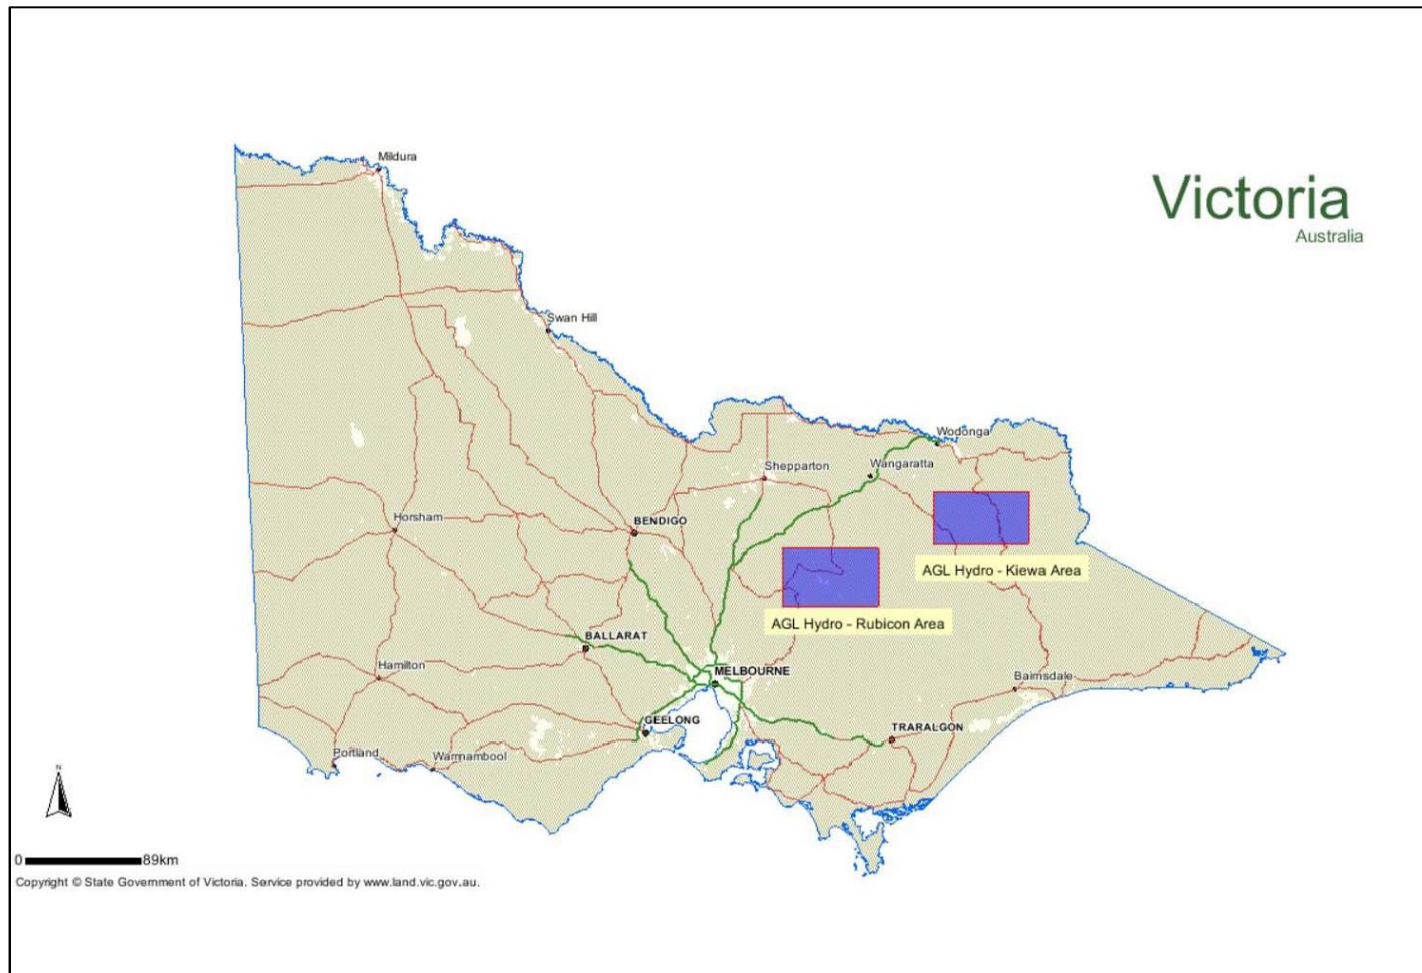 Mildura
Victoria
Australia
Swan Hill
Wodonga
Shepparton
Wangaratta
Horsham
BENDIGO
AGL Hydro - Kiewa Area
AGL Hydro - Rubicon Area
BALLARAT
Hamilton
MELBOURNE
Bairnsdale
GEELONG
TRARALGON
Portland
Warrnambool
N
0 89km
Copyright © State Government of Victoria. Service provided by www.land.vic.gov.au.